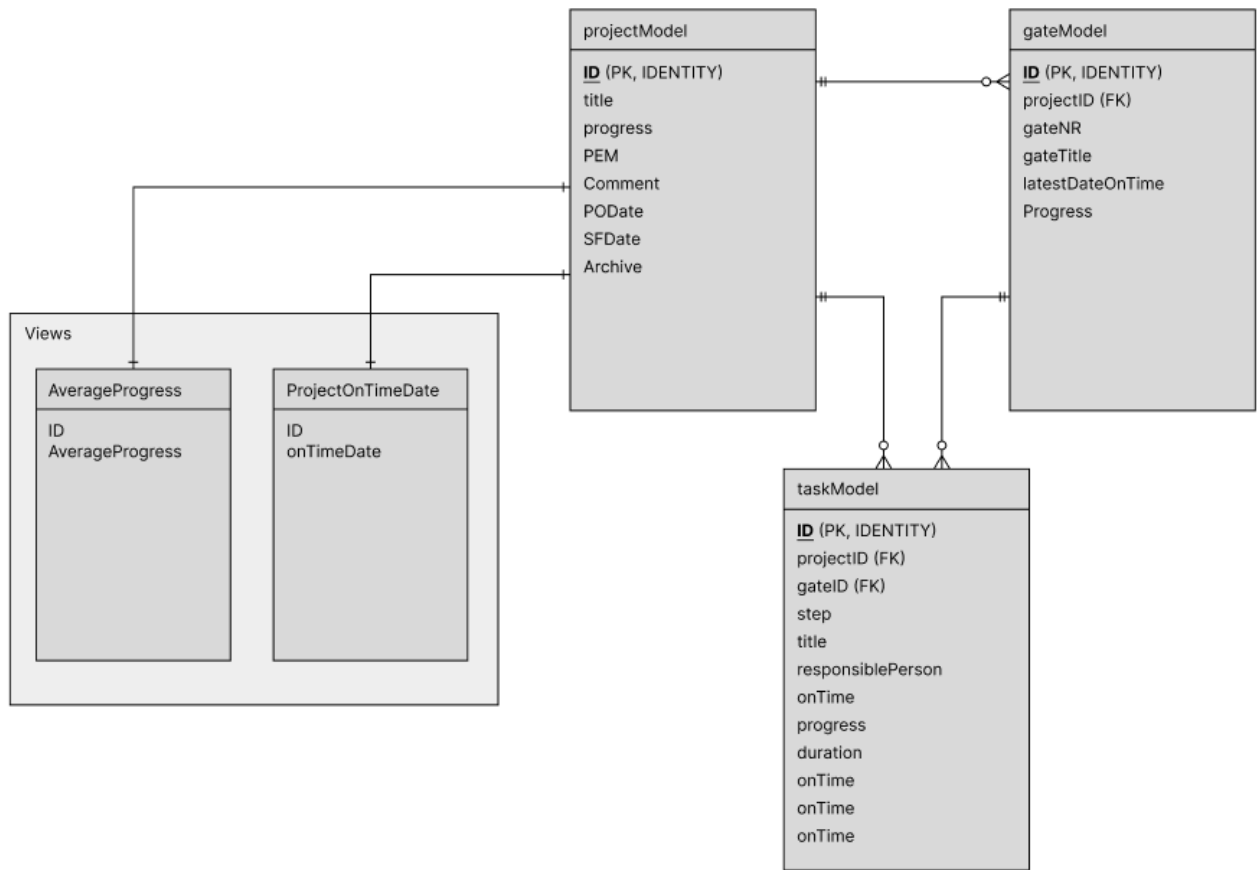 projectModel
ID (PK, IDENTITY)
title
progress
PEM
Comment
PODate
SFDate
Archive
gateModel
ID (PK, IDENTITY)
projectID (FK)
gateNR
gateTitle
latestDateOnTime
Progress
Views
AverageProgress
ID
AverageProgress
ProjectOnTimeDate
ID
onTimeDate
taskModel
ID (PK, IDENTITY)
projectID (FK)
gateID (FK)
step
title
responsiblePerson
onTime
progress
duration
onTime
onTime
onTime